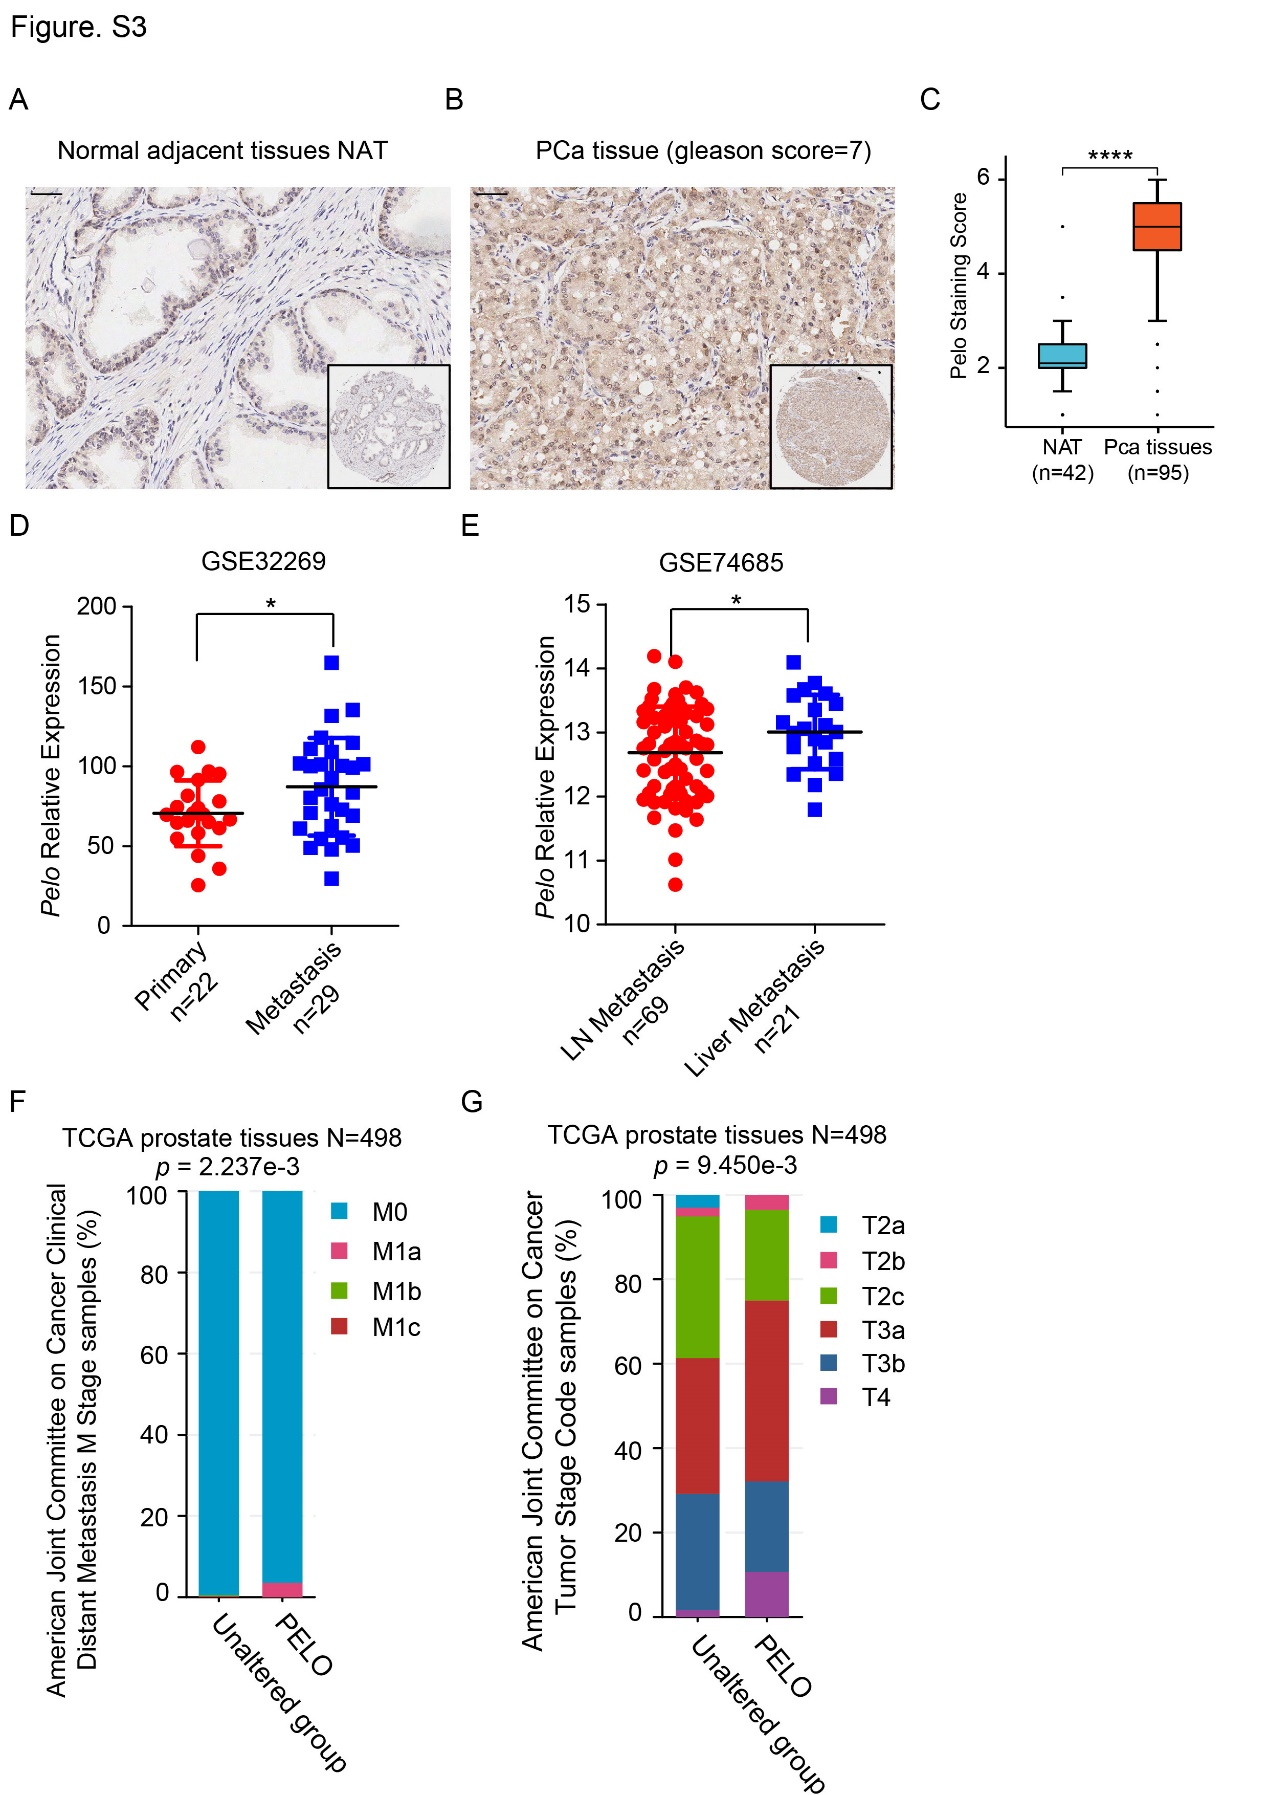 Figure. S3
A
Normal adjacent tissues NAT
B
PCa tissue (gleason score=7)
C
****
Pelo Staining Score
6
4
2
NAT
(n=42)
Pca tissues
(n=95)
D
GSE32269
*
Pelo Relative Expression
200
150
100
50
0
Primary
n=22
Metastasis
n=29
E
GSE74685
*
Pelo Relative Expression
15
14
13
12
11
10
LN Metastasis
n=69
Liver Metastasis
n=21
F
TCGA prostate tissues N=498
p = 2.237e-3
American Joint Committee on Cancer Clinical
Distant Metastasis M Stage samples (%)
100
80
60
40
20
0
M0
M1a
M1b
M1c
Unaltered group
PELO
G
TCGA prostate tissues N=498
p = 9.450e-3
American Joint Committee on Cancer
Tumor Stage Code samples (%)
100
80
60
40
20
0
T2a
T2b
T2c
T3a
T3b
T4
Unaltered group
PELO